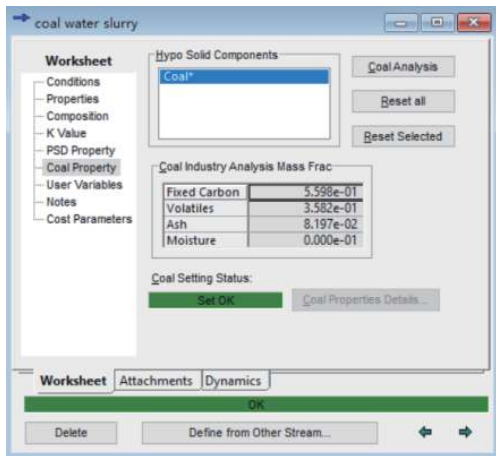 coal water slurry
Worksheet
Conditions
Properties
Composition
K Value
PSD Property
Coal Property
User Variables
Notes
Cost Parameters
Hypo Solid Components
Coal*
Coal Analysis
Reset all
Reset Selected
Coal Industry Analysis Mass Frac
Fixed Carbon 5.598e-01
Volatiles 3.582e-01
Ash 8.197e-02
Moisture 0.000e-01
Coal Setting Status:
Set OK
Coal Properties Details...
Worksheet Attachments Dynamics
OK
Delete Define from Other Stream...